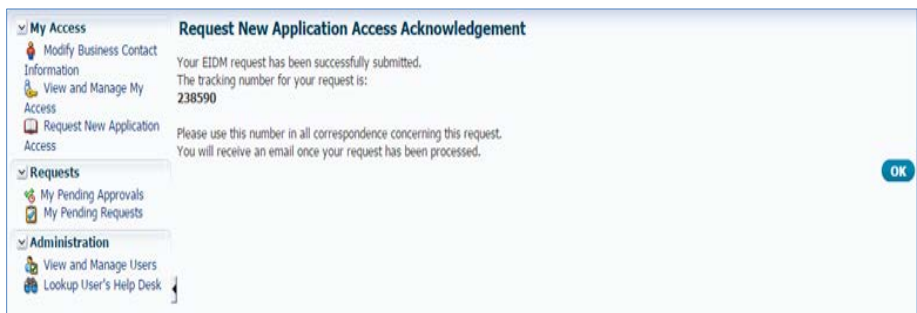 My Access
Modify Business Contact
Information
View and Manage My
Access
Request New Application
Access
Requests
My Pending Approvals
My Pending Requests
Administration
View and Manage Users
Lookup User's Help Desk
Request New Application Access Acknowledgement
Your EIDM request has been successfully submitted.
The tracking number for your request is:
238590
Please use this number in all correspondence concerning this request.
You will receive an email once your request has been processed.
OK